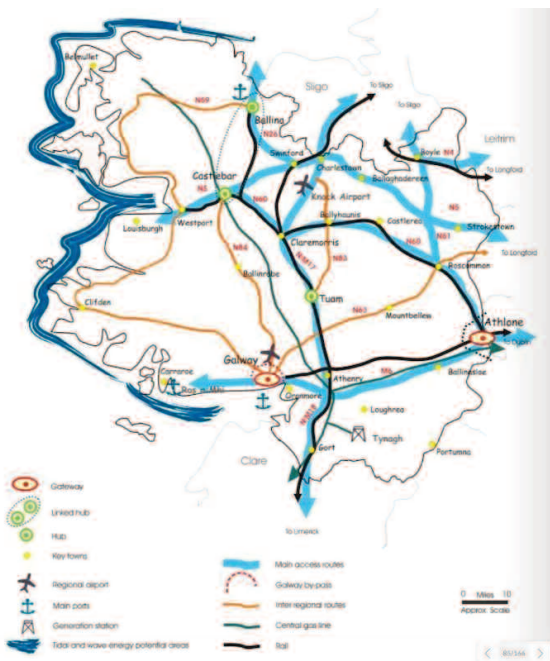 Belmullet
Sligo
To Sligo
To Sligo
N59
Ballina
N26
Leitrim
Boyle N4
Swinford
Charlestown
To Longford
Castlebar
Ballaghadereen
N5
Knock Airport
N5
N60
Westport
Ballyhaunis
Castlerea
Strokestown
Louisburgh
N61
Claremorris
N60
N84
N17
N83
To Longford
Ballinrobe
Roscommon
Tuam
Clifden
N63
Mountbellew
Athlone
Galway
To Dublin
Carraroe
M6
Ballinasloe
Ros a Mhíl
Athenry
Oranmore
Loughrea
N18
Tynagh
Gort
Portumna
Clare
To Limerick
Gateway
Linked hub
Hub
Key towns
Regional airport
Main ports
Generation station
Tidal and wave-energy potential areas
Main access routes
Galway by-pass
Inter regional routes
Central gas line
Rail
0 Miles 10
Approx. Scale